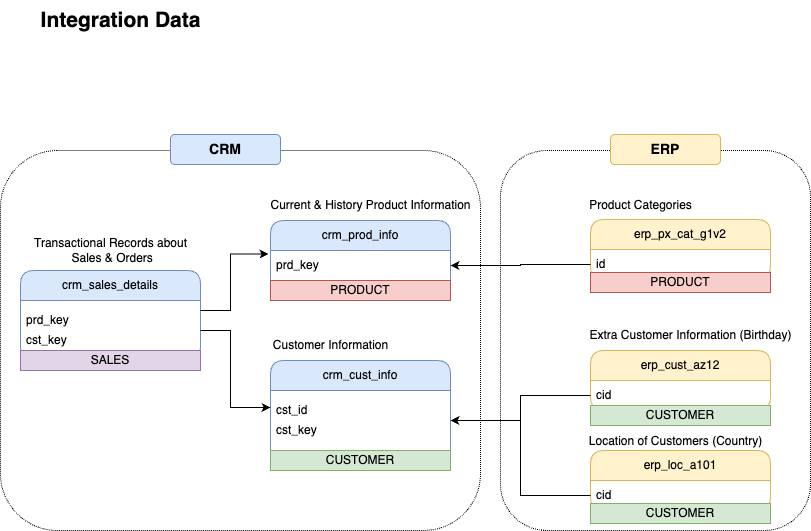 Integration Data
CRM
ERP
Current & History Product Information
crm_prod_info
prd_key
PRODUCT
Transactional Records about
Sales & Orders
crm_sales_details
prd_key
cst_key
SALES
Customer Information
crm_cust_info
cst_id
cst_key
CUSTOMER
Product Categories
erp_px_cat_g1v2
id
PRODUCT
Extra Customer Information (Birthday)
erp_cust_az12
cid
CUSTOMER
Location of Customers (Country)
erp_loc_a101
cid
CUSTOMER